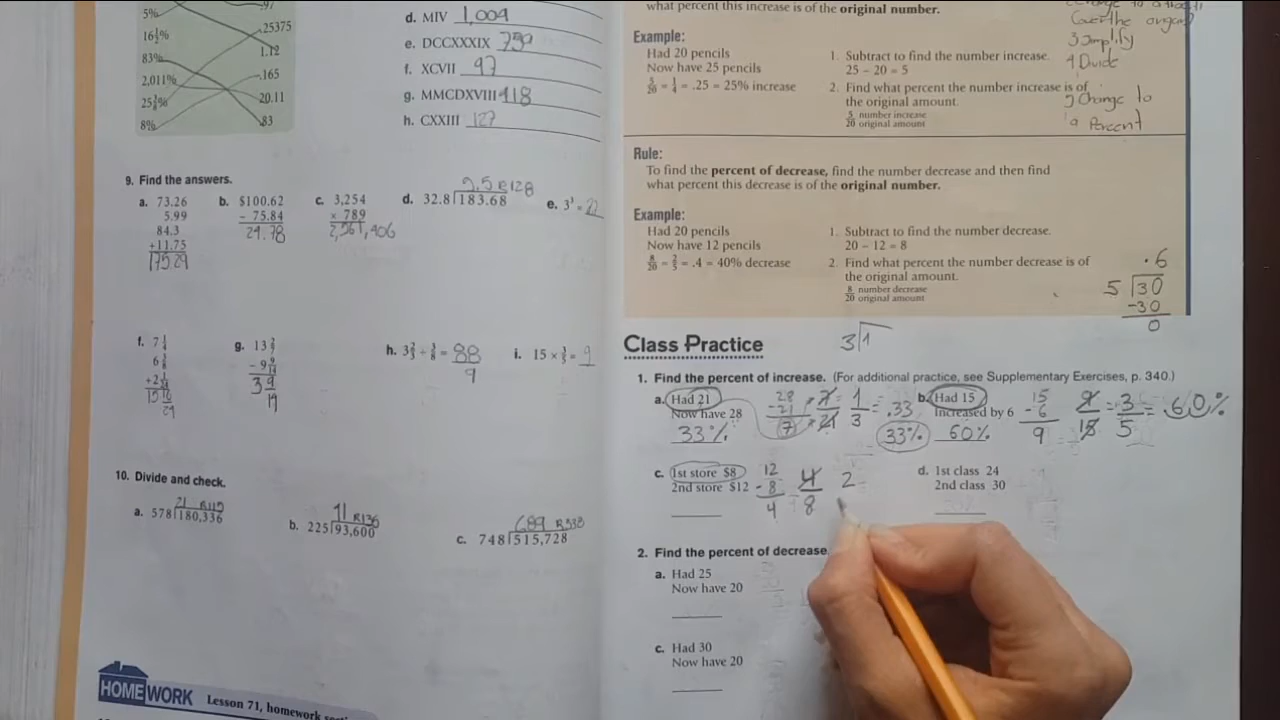 5%
16½%
83%
2,011%
8%
.97
.25375
1.12
.165
20.11
.83
d. MIV 1,004
e. DCCXXXIX 739
f. XCVII 97
g. MMCDXVIII
h. CXXIII 127
9. Find the answers.
a. 73.26
5.99
84.3
+11.75
175.29
b. $100.62
- 75.84
24.78
c. 3,254
× 789
d. 32.8 183.68
5.5 R128
e. 3³ =
f. 7¼
g.
h. 3⅔ ÷ ⅜ = 88
9
i. 15 × ⅗ = 9
10. Divide and check.
a. 578 180,336
b. 225 93,600
c. 748 515,728
689 R338
HOMEWORK Lesson 71, homework
what percent this increase is of the original number.
Example:
Had 20 pencils
Now have 25 pencils
5/20 = ¼ = .25 = 25% increase
1. Subtract to find the number increase.
25 – 20 = 5
2. Find what percent the number increase is of
the original amount.
5 number increase
20 original amount
3 Simplify
4 Divide
5 Change to
a Percent
Rule:
To find the percent of decrease, find the number decrease and then find
what percent this decrease is of the original number.
Example:
Had 20 pencils
Now have 12 pencils
8/20 = ⅖ = .4 = 40% decrease
1. Subtract to find the number decrease.
20 – 12 = 8
2. Find what percent the number decrease is of
the original amount.
8 number decrease
20 original amount
.6
5 30
-30
0
Class Practice
3 1
1. Find the percent of increase. (For additional practice, see Supplementary Exercises, p. 340.)
a. Had 21
Now have 28
33%
28
-21
7
7/21 1/3 = .33
33%
b. Had 15
Increased by 6
60%
15
-6
9
9/15 = 3/5 = .60%
c. 1st store $8
2nd store $12
12
- 8
4
4/8 2
d. 1st class 24
2nd class 30
2. Find the percent of decrease
a. Had 25
Now have 20
c. Had 30
Now have 20